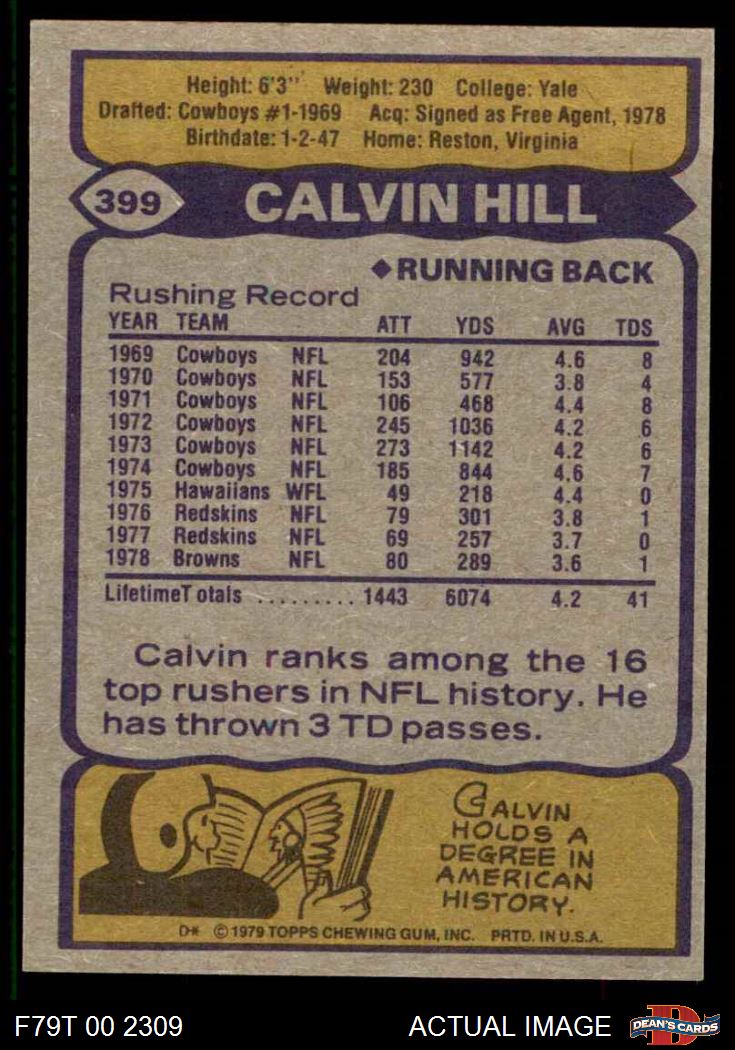 Height: 6'3" Weight: 230 College: Yale
Drafted: Cowboys #1-1969 Acq: Signed as Free Agent, 1978
Birthdate: 1-2-47 Home: Reston, Virginia
399 CALVIN HILL
◆RUNNING BACK
Rushing Record
YEAR TEAM ATT YDS AVG TDS
1969 Cowboys NFL 204 942 4.6 8
1970 Cowboys NFL 153 577 3.8 4
1971 Cowboys NFL 106 468 4.4 8
1972 Cowboys NFL 245 1036 4.2 6
1973 Cowboys NFL 273 1142 4.2 6
1974 Cowboys NFL 185 844 4.6 7
1975 Hawaiians WFL 49 218 4.4 0
1976 Redskins NFL 79 301 3.8 1
1977 Redskins NFL 69 257 3.7 0
1978 Browns NFL 80 289 3.6 1
LifetimeT otals ......... 1443 6074 4.2 41
Calvin ranks among the 16
top rushers in NFL history. He
has thrown 3 TD passes.
CALVIN
HOLDS A
DEGREE IN
AMERICAN
HISTORY.
D* © 1979 TOPPS CHEWING GUM, INC. PRTD. IN U.S.A.
F79T 00 2309 ACTUAL IMAGE D DEAN'S CARDS